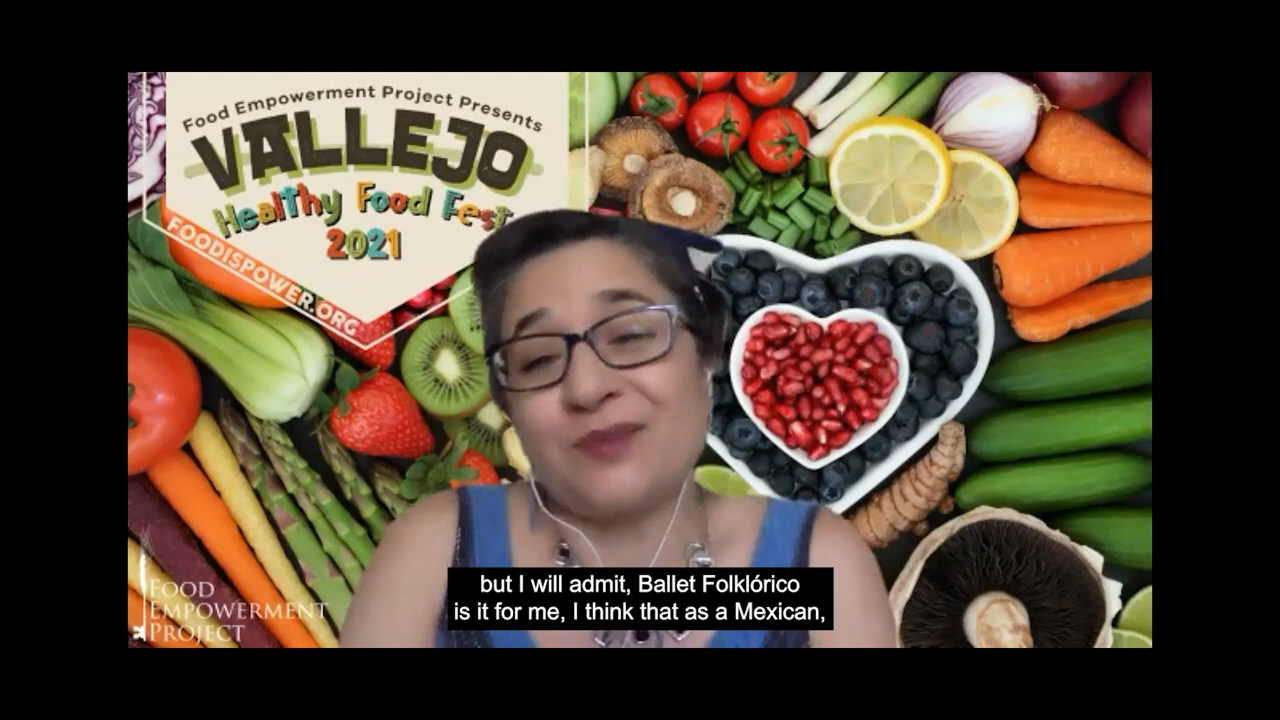 Food Empowerment Project Presents
VALLEJO
Healthy Food Fest
2021
FOODISPOWER.ORG
FOOD
EMPOWERMENT
PROJECT
but I will admit, Ballet Folklórico
is it for me, I think that as a Mexican,